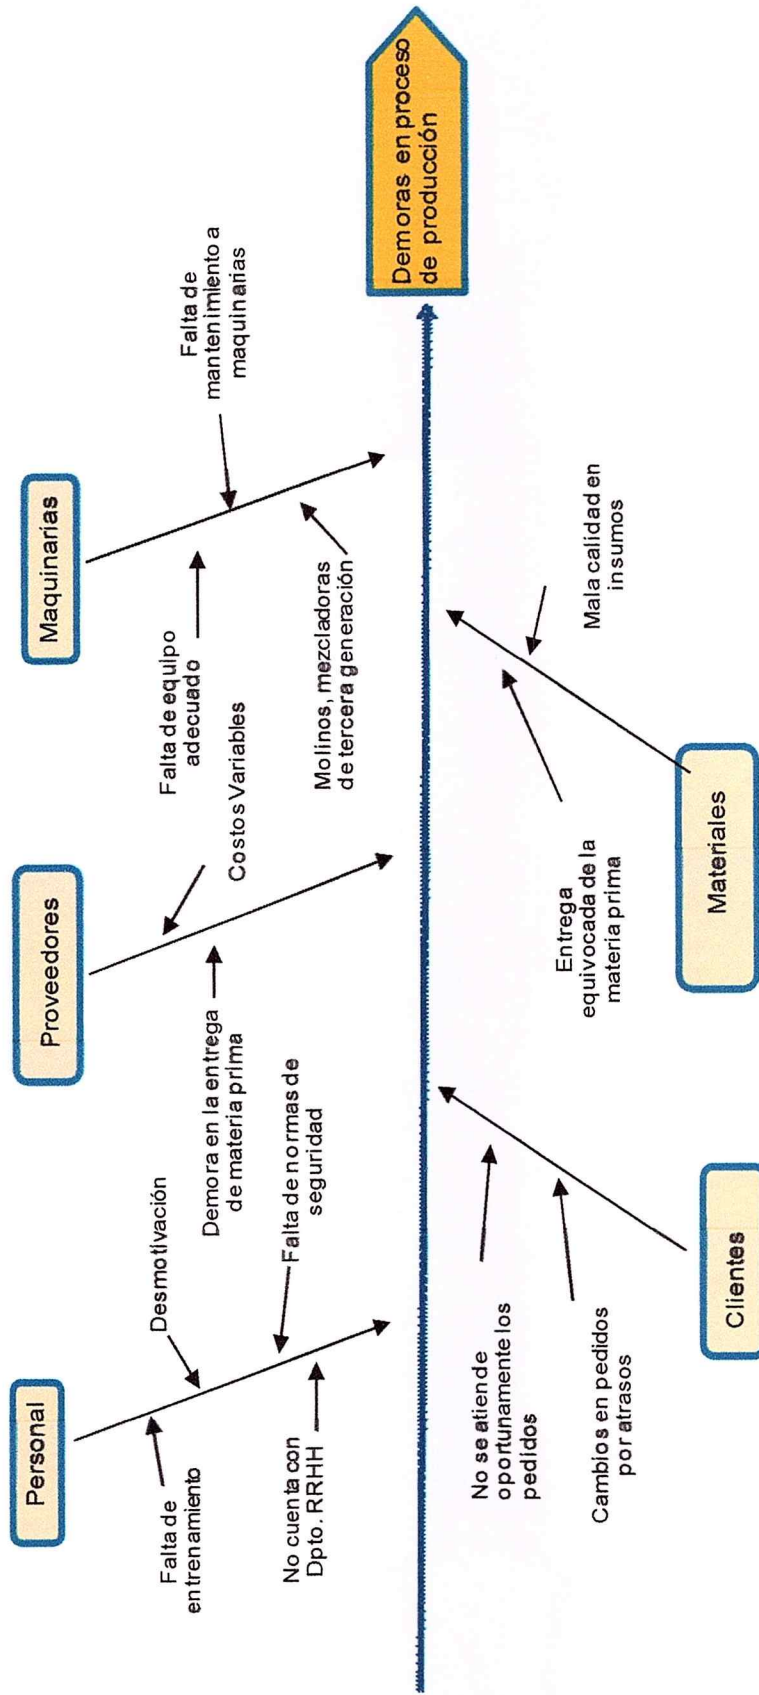 Personal
Proveedores
Maquinarias
Falta de
entrenamiento
Desmotivación
No cuenta con
Dpto. RRHH
Falta de normas de
seguridad
Costos Variables
Demora en la entrega
de materia prima
Falta de equipo
adecuado
Falta de
mantenimiento a
maquinarias
Molinos, mezcladoras
de tercera generación
Demoras en proceso
de producción
No se atiende
oportunamente los
pedidos
Cambios en pedidos
por atrasos
Entrega
equivocada de la
materia prima
Mala calidad en
insumos
Clientes
Materiales